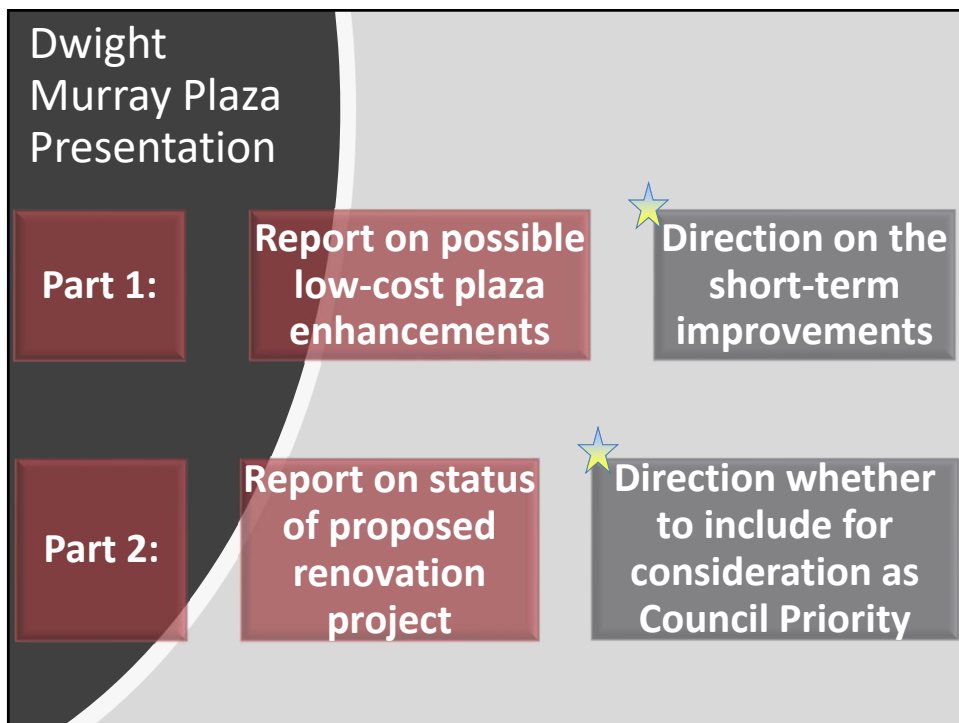 Dwight
Murray Plaza
Presentation
Part 1:
Report on possible
low-cost plaza
enhancements
Direction on the
short-term
improvements
Part 2:
Report on status
of proposed
renovation
project
Direction whether
to include for
consideration as
Council Priority